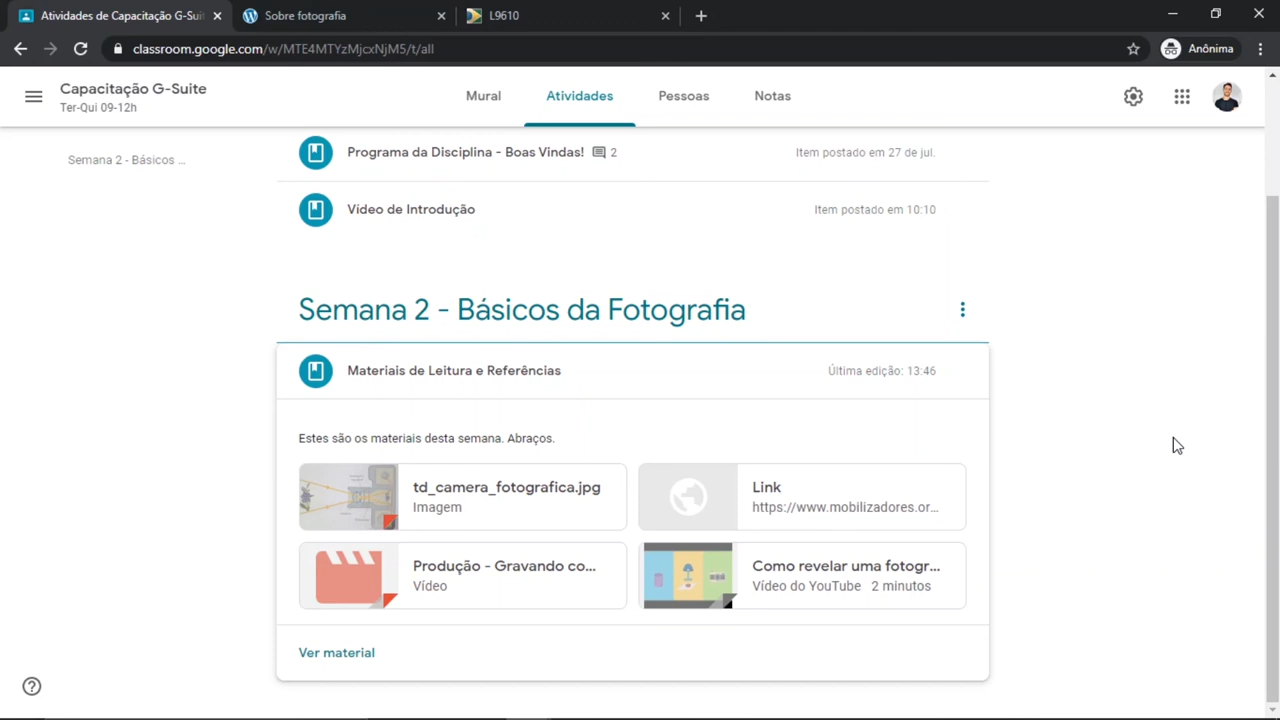 Atividades de Capacitação G-Suit
Sobre fotografia
L9610
classroom.google.com/w/MTE4MTYzMjcxNjM5/t/all
Anônima
Capacitação G-Suite
Ter-Qui 09-12h
Mural
Atividades
Pessoas
Notas
Semana 2 - Básicos ...
Programa da Disciplina - Boas Vindas! 2
Item postado em 27 de jul.
Vídeo de Introdução
Item postado em 10:10
Semana 2 - Básicos da Fotografia
Materiais de Leitura e Referências
Última edição: 13:46
Estes são os materiais desta semana. Abraços.
td_camera_fotografica.jpg
Imagem
Link
https://www.mobilizadores.or...
Produção - Gravando co...
Vídeo
Como revelar uma fotogr...
Vídeo do YouTube 2 minutos
Ver material